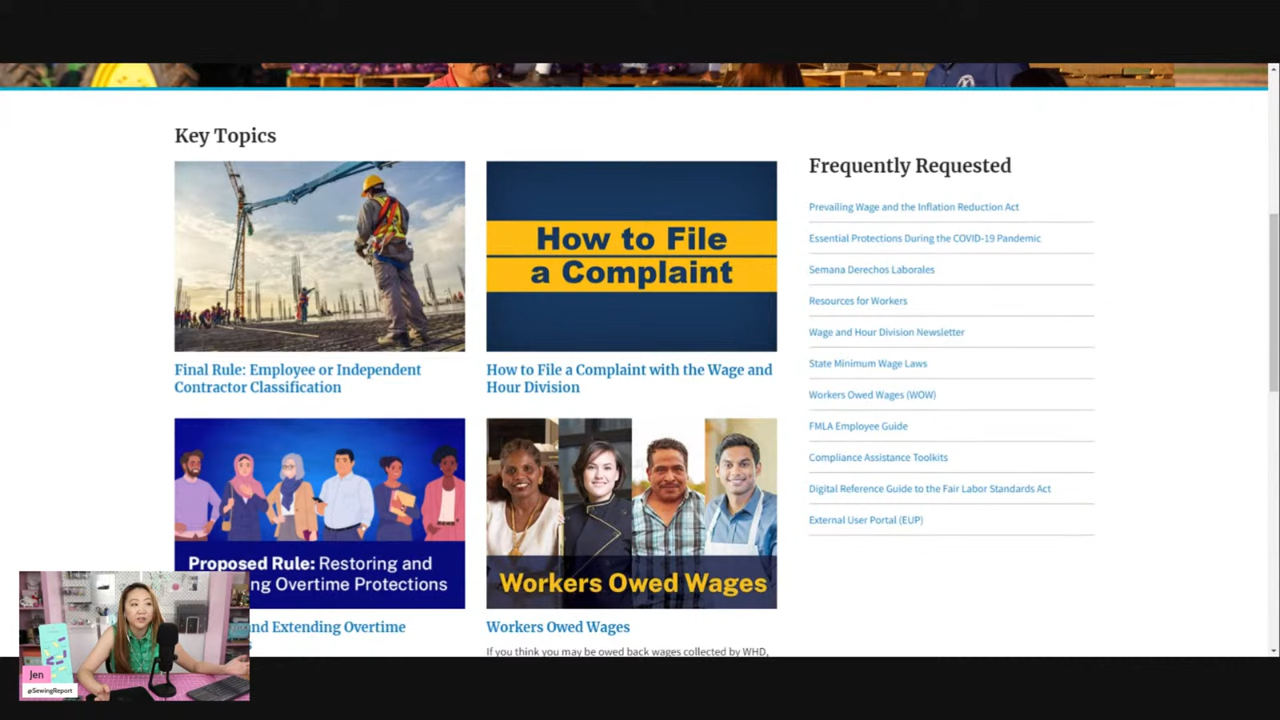 Key Topics
How to File
a Complaint
Final Rule: Employee or Independent
Contractor Classification
How to File a Complaint with the Wage and
Hour Division
Proposed Rule: Restoring and
ng Overtime Protections
Workers Owed Wages
nd Extending Overtime
Workers Owed Wages
If you think you may be owed back wages collected by WHD,
Frequently Requested
Prevailing Wage and the Inflation Reduction Act
Essential Protections During the COVID-19 Pandemic
Semana Derechos Laborales
Resources for Workers
Wage and Hour Division Newsletter
State Minimum Wage Laws
Workers Owed Wages (WOW)
FMLA Employee Guide
Compliance Assistance Toolkits
Digital Reference Guide to the Fair Labor Standards Act
External User Portal (EUP)
Jen
@SewingReport